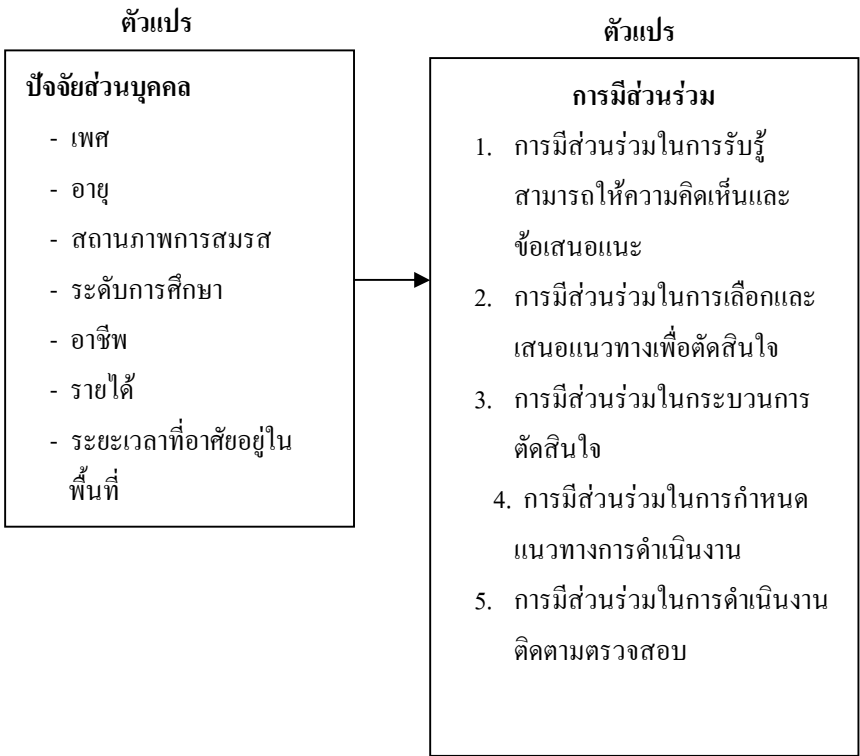 ตัวแปร
ปัจจัยส่วนบุคคล
- เพศ
- อายุ
- สถานภาพการสมรส
- ระดับการศึกษา
- อาชีพ
- รายได้
- ระยะเวลาที่อาศัยอยู่ใน
พื้นที่
ตัวแปร
การมีส่วนร่วม
1. การมีส่วนร่วมในการรับรู้
สามารถให้ความคิดเห็นและ
ข้อเสนอแนะ
2. การมีส่วนร่วมในการเลือกและ
เสนอแนวทางเพื่อตัดสินใจ
3. การมีส่วนร่วมในกระบวนการ
ตัดสินใจ
4. การมีส่วนร่วมในการกำหนด
แนวทางการดำเนินงาน
5. การมีส่วนร่วมในการดำเนินงาน
ติดตามตรวจสอบ